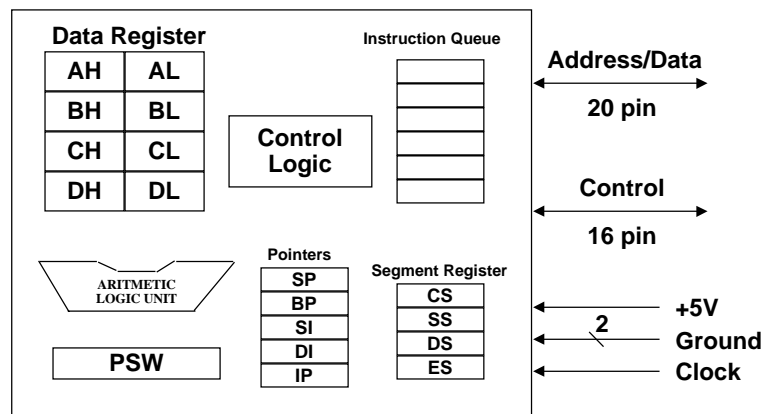 Data Register
AH AL
BH BL
CH CL
DH DL
Instruction Queue
Control
Logic
Address/Data
20 pin
Control
16 pin
ARITMETIC
LOGIC UNIT
PSW
Pointers
SP
BP
SI
DI
IP
Segment Register
CS
SS
DS
ES
+5V
2
Ground
Clock